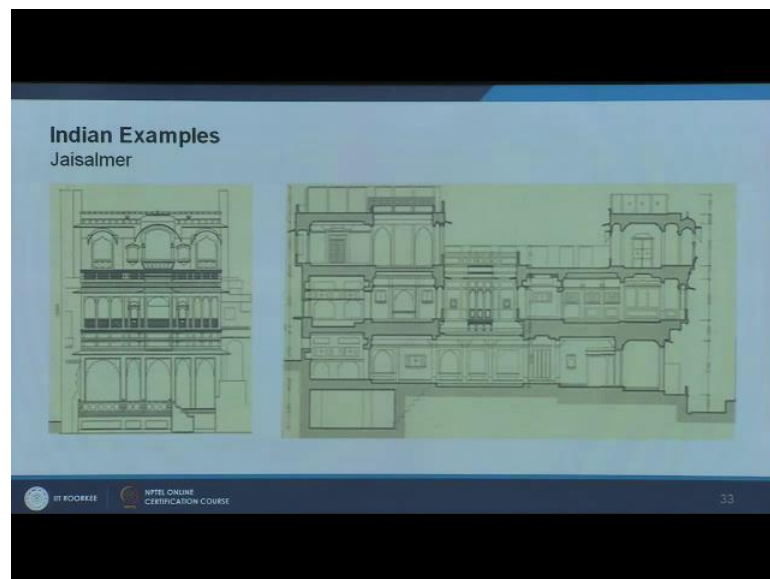 Indian Examples
Jaisalmer
IIT ROORKEE
NPTEL ONLINE
CERTIFICATION COURSE
33